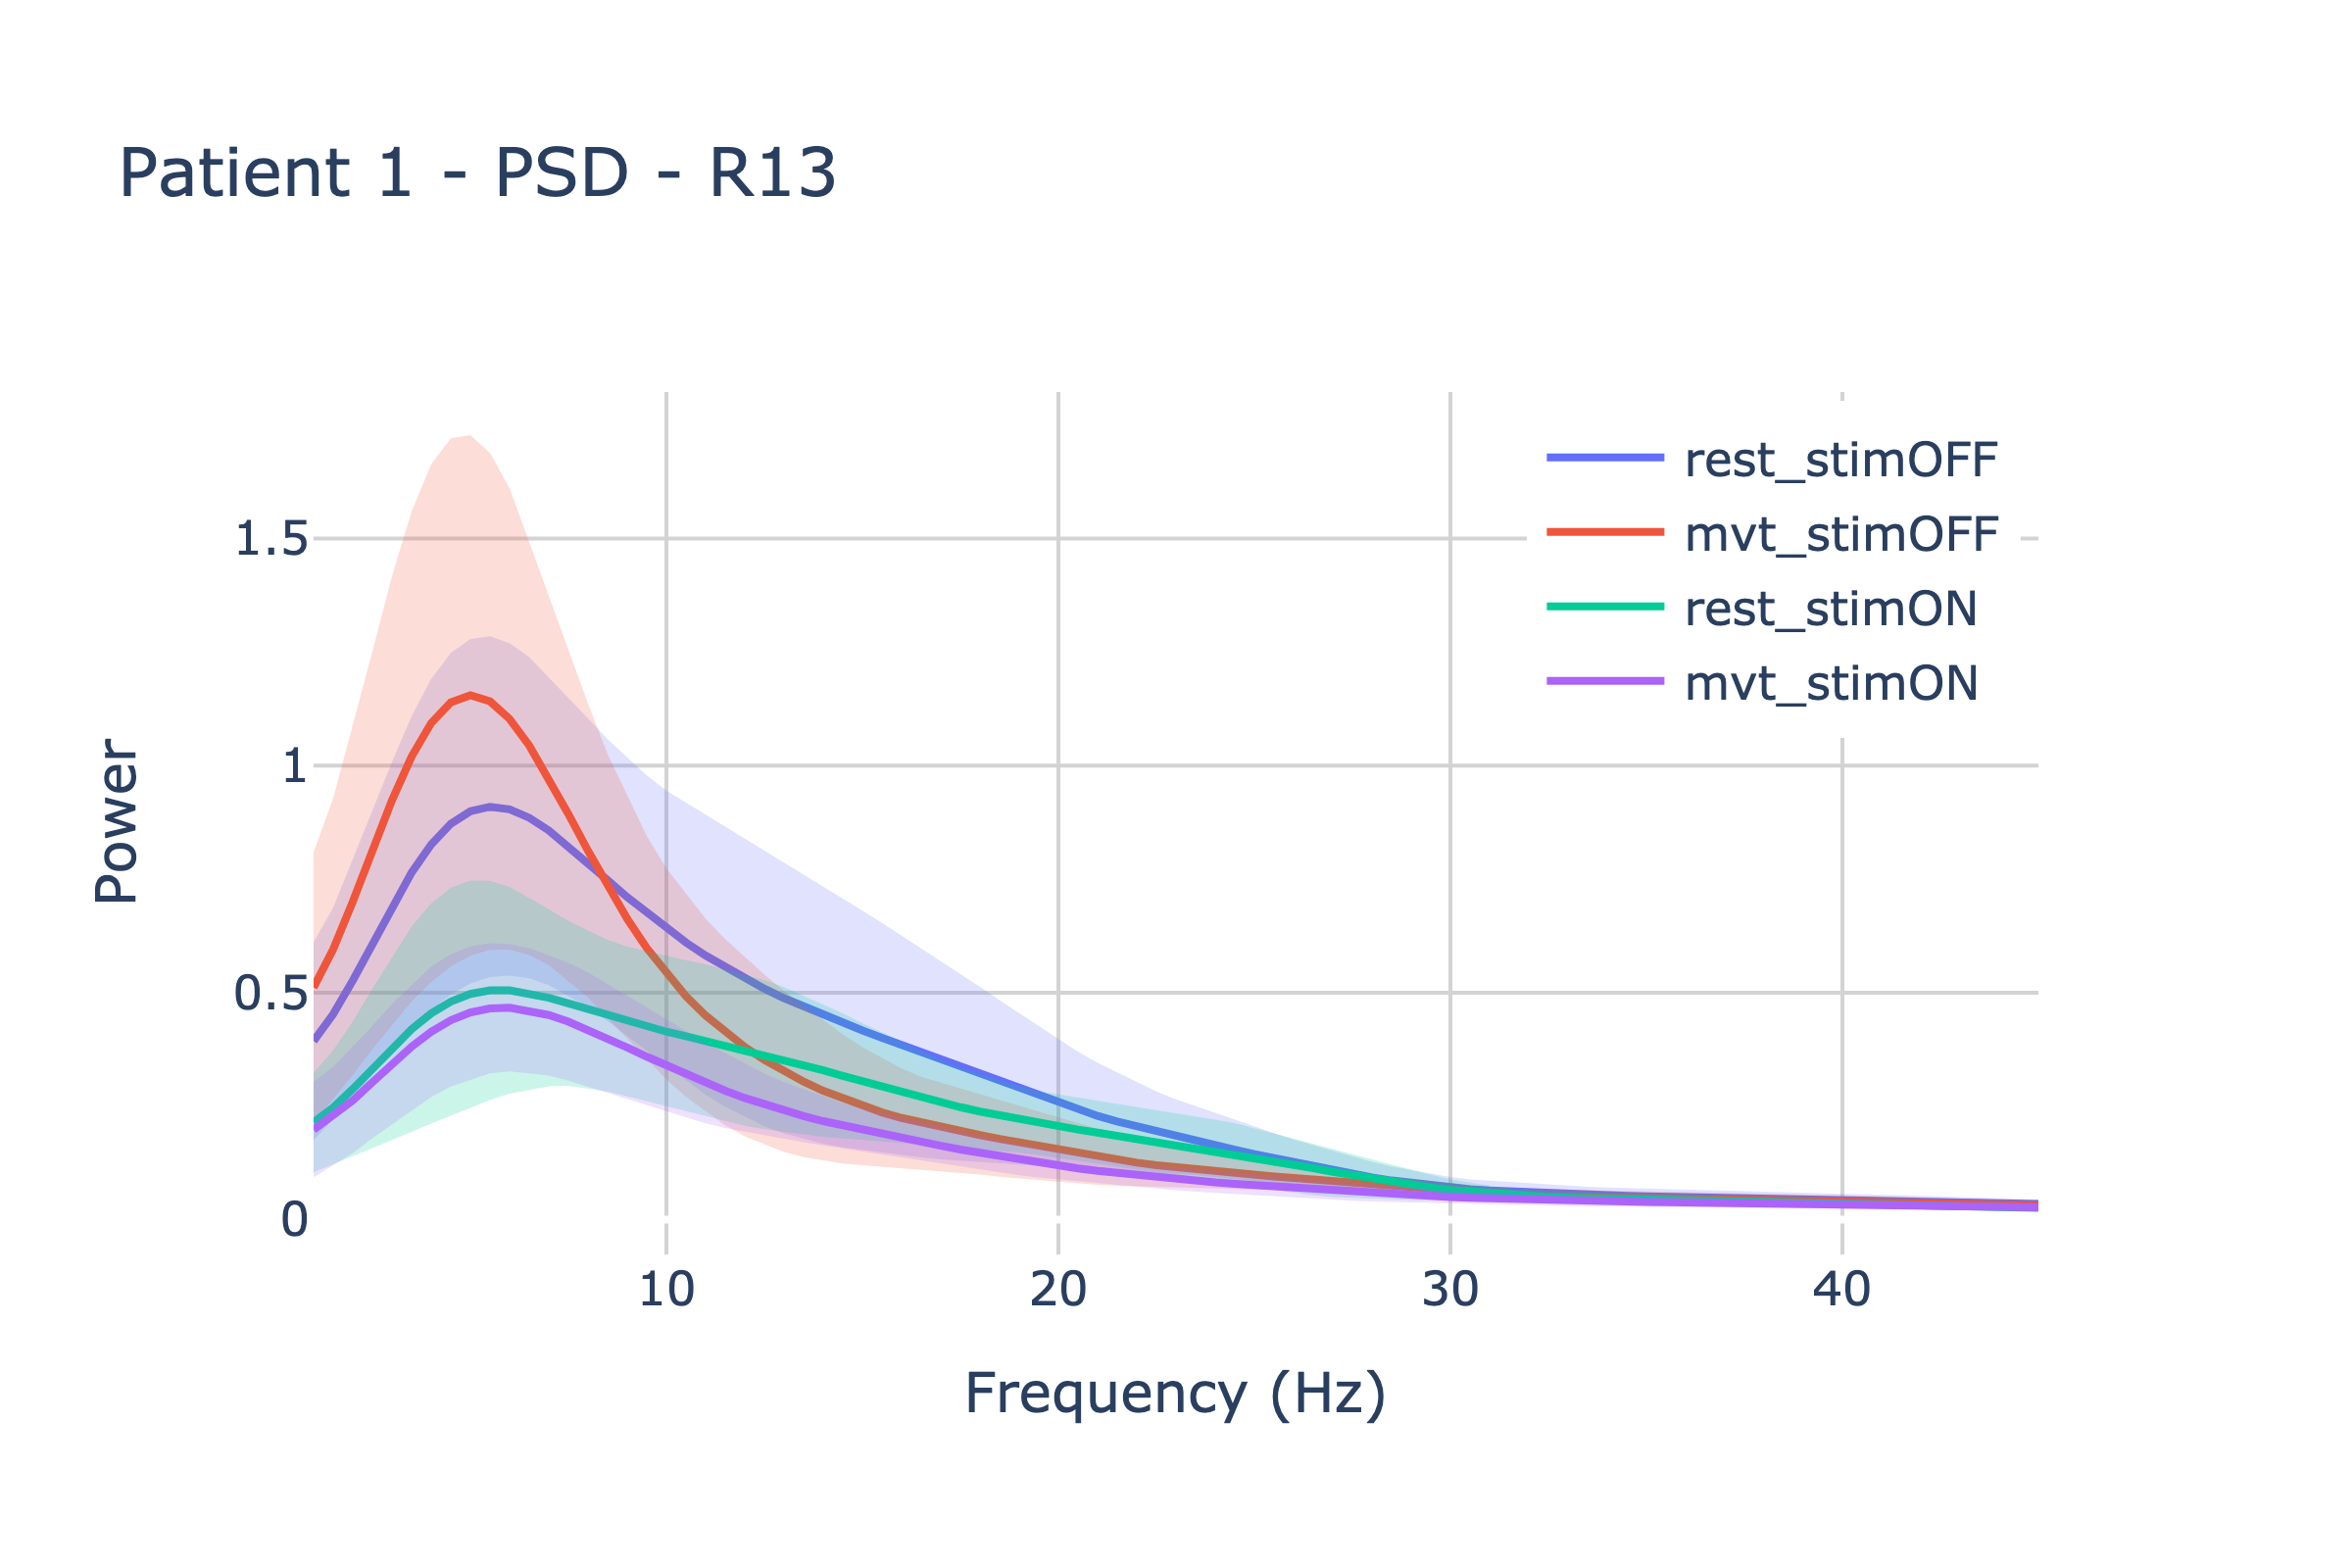 Patient 1 - PSD - R13
rest_stimOFF
mvt_stimOFF
rest_stimON
mvt_stimON
1.5
1
0.5
0
Power
10 20 30 40
Frequency (Hz)